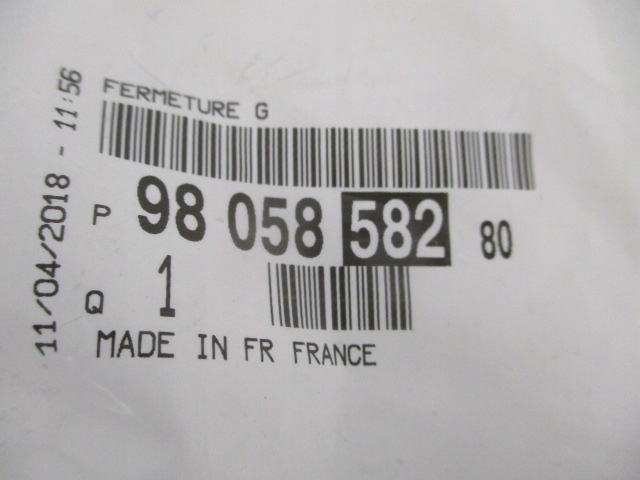 FERMETURE G
P 98 058 582 80
Q 1
MADE IN FR FRANCE
11/04/2018 - 11:56